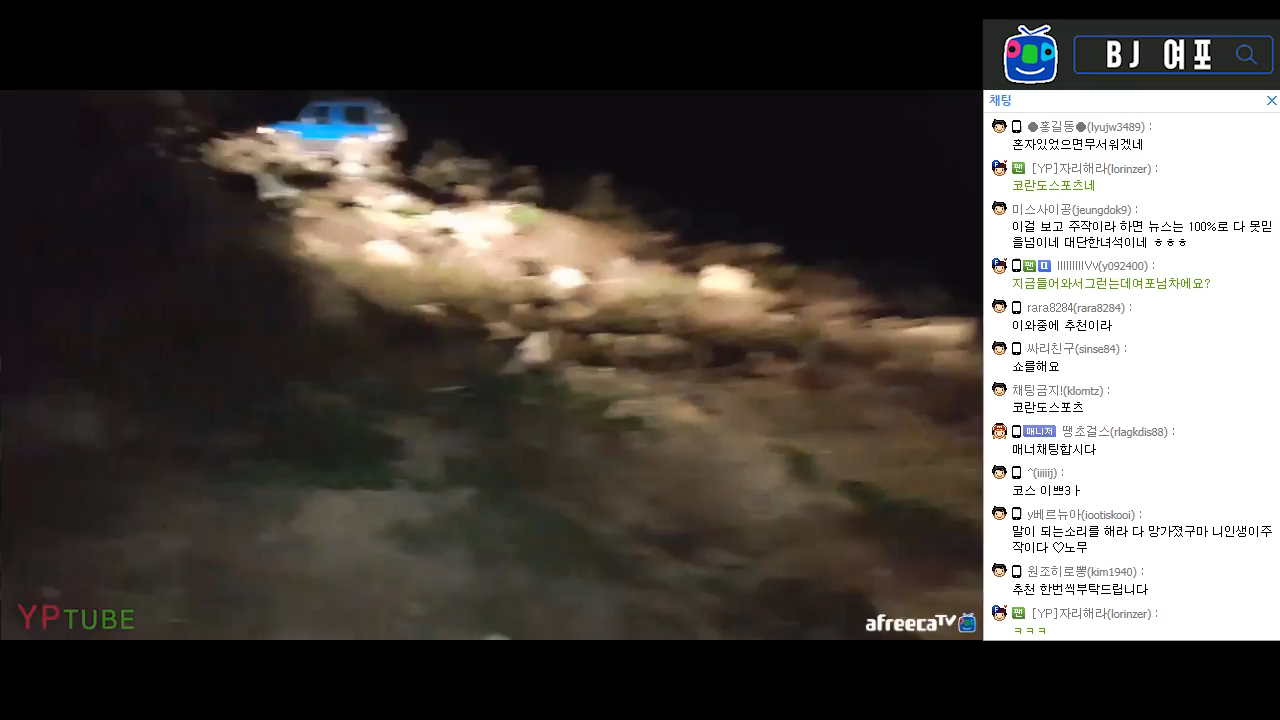 BJ 여포
채팅
●홍길동●(lyujw3489) :
혼자있었으면무서워겠네
팬 [YP]자리해라(lorinzer) :
코란도스포츠네
미스사이공(jeungdok9) :
이걸 보고 주작이라 하면 뉴스는 100%로 다 못믿
을넘이네 대단한녀석이네 ㅎㅎㅎ
지금들어와서그런는데여포님차에요?
rara8284(rara8284) :
이와중에 추천이라
싸리친구(sinse84) :
쇼를해요
채팅금지!(klomtz) :
코란도스포츠
매니저 땡초걸스(rlagkdis88) :
매너채팅합시다
^(iiiiij) :
코스 이쁘3ㅏ
y베르뉴아(iootiskooi) :
말이 되는소리를 해라 다 망가졌구마 니인생이주
작이다 ♡노무
원조히로뽕(kim1940) :
추천 한번씩부탁드립니다
팬 [YP]자리해라(lorinzer) :
ㅋㅋㅋ
YPTUBE
afreecaTV